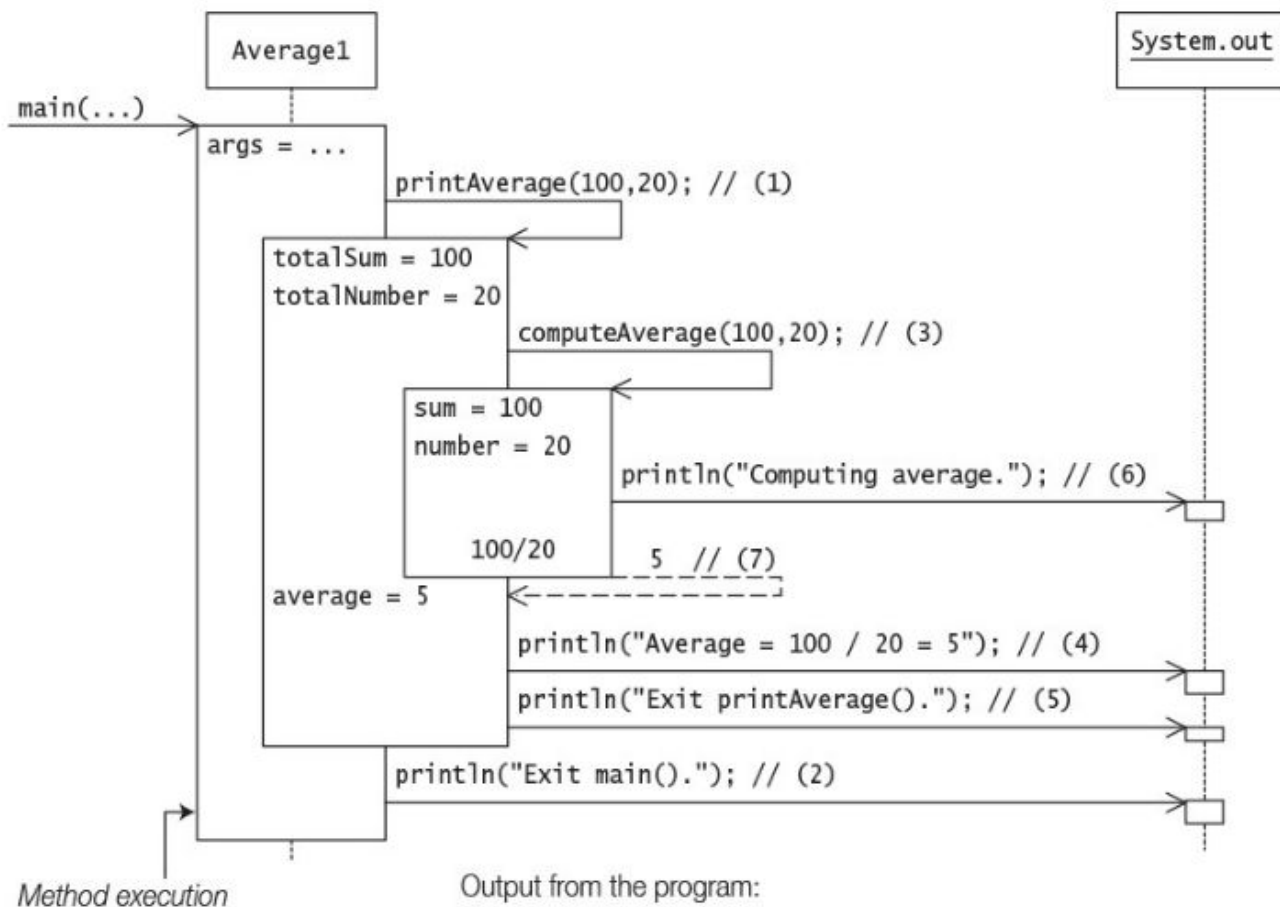 Average1
System.out
main(...)
args = ...
printAverage(100,20); // (1)
totalSum = 100
totalNumber = 20
computeAverage(100,20); // (3)
sum = 100
number = 20
println("Computing average."); // (6)
100/20
5 // (7)
average = 5
println("Average = 100 / 20 = 5"); // (4)
println("Exit printAverage()."); // (5)
println("Exit main()."); // (2)
Method execution
Output from the program: